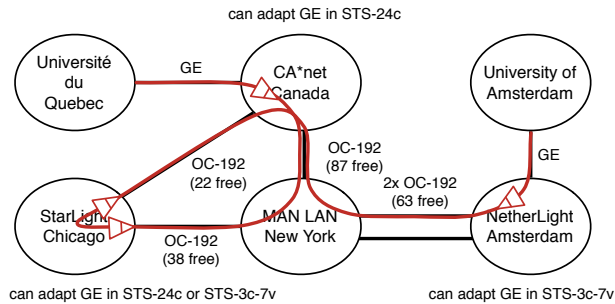 can adapt GE in STS-24c
Université
du
Quebec
GE
CA*net
Canada
University of
Amsterdam
OC-192
(22 free)
OC-192
(87 free)
GE
2x OC-192
(63 free)
StarLight
Chicago
OC-192
(38 free)
MAN LAN
New York
NetherLight
Amsterdam
can adapt GE in STS-24c or STS-3c-7v
can adapt GE in STS-3c-7v